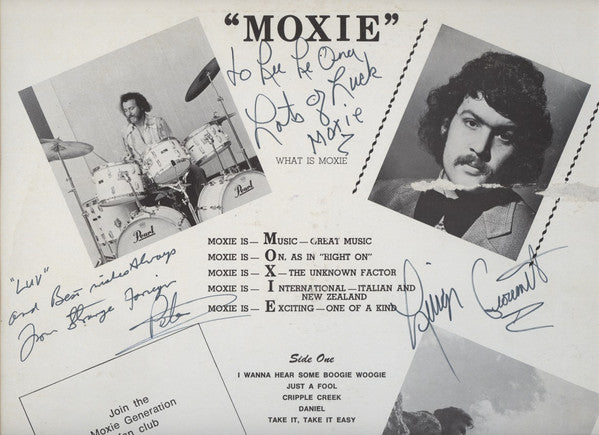 "MOXIE"
to Lee Le Ona
Lots of Luck
Moxie
WHAT IS MOXIE
Pearl
Pearl
MOXIE IS— MUSIC—GREAT MUSIC
MOXIE IS— ON, AS IN "RIGHT ON"
MOXIE IS— X—THE UNKNOWN FACTOR
MOXIE IS— INTERNATIONAL—ITALIAN AND
NEW ZEALAND
MOXIE IS— EXCITING—ONE OF A KIND
"LUV"
and Best wishes Always
from Strange Foreign
Pete
Side One
I WANNA HEAR SOME BOOGIE WOOGIE
JUST A FOOL
CRIPPLE CREEK
DANIEL
TAKE IT, TAKE IT EASY
Join the
Moxie Generation
fan club